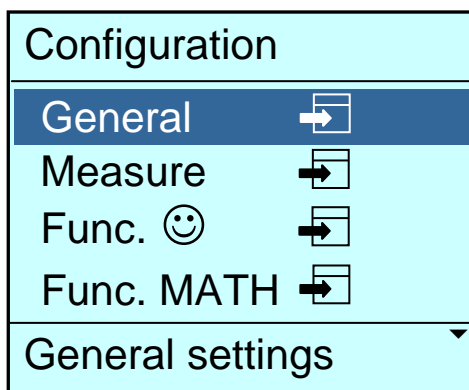 Configuration
General
Measure
Func. ☺
Func. MATH
General settings